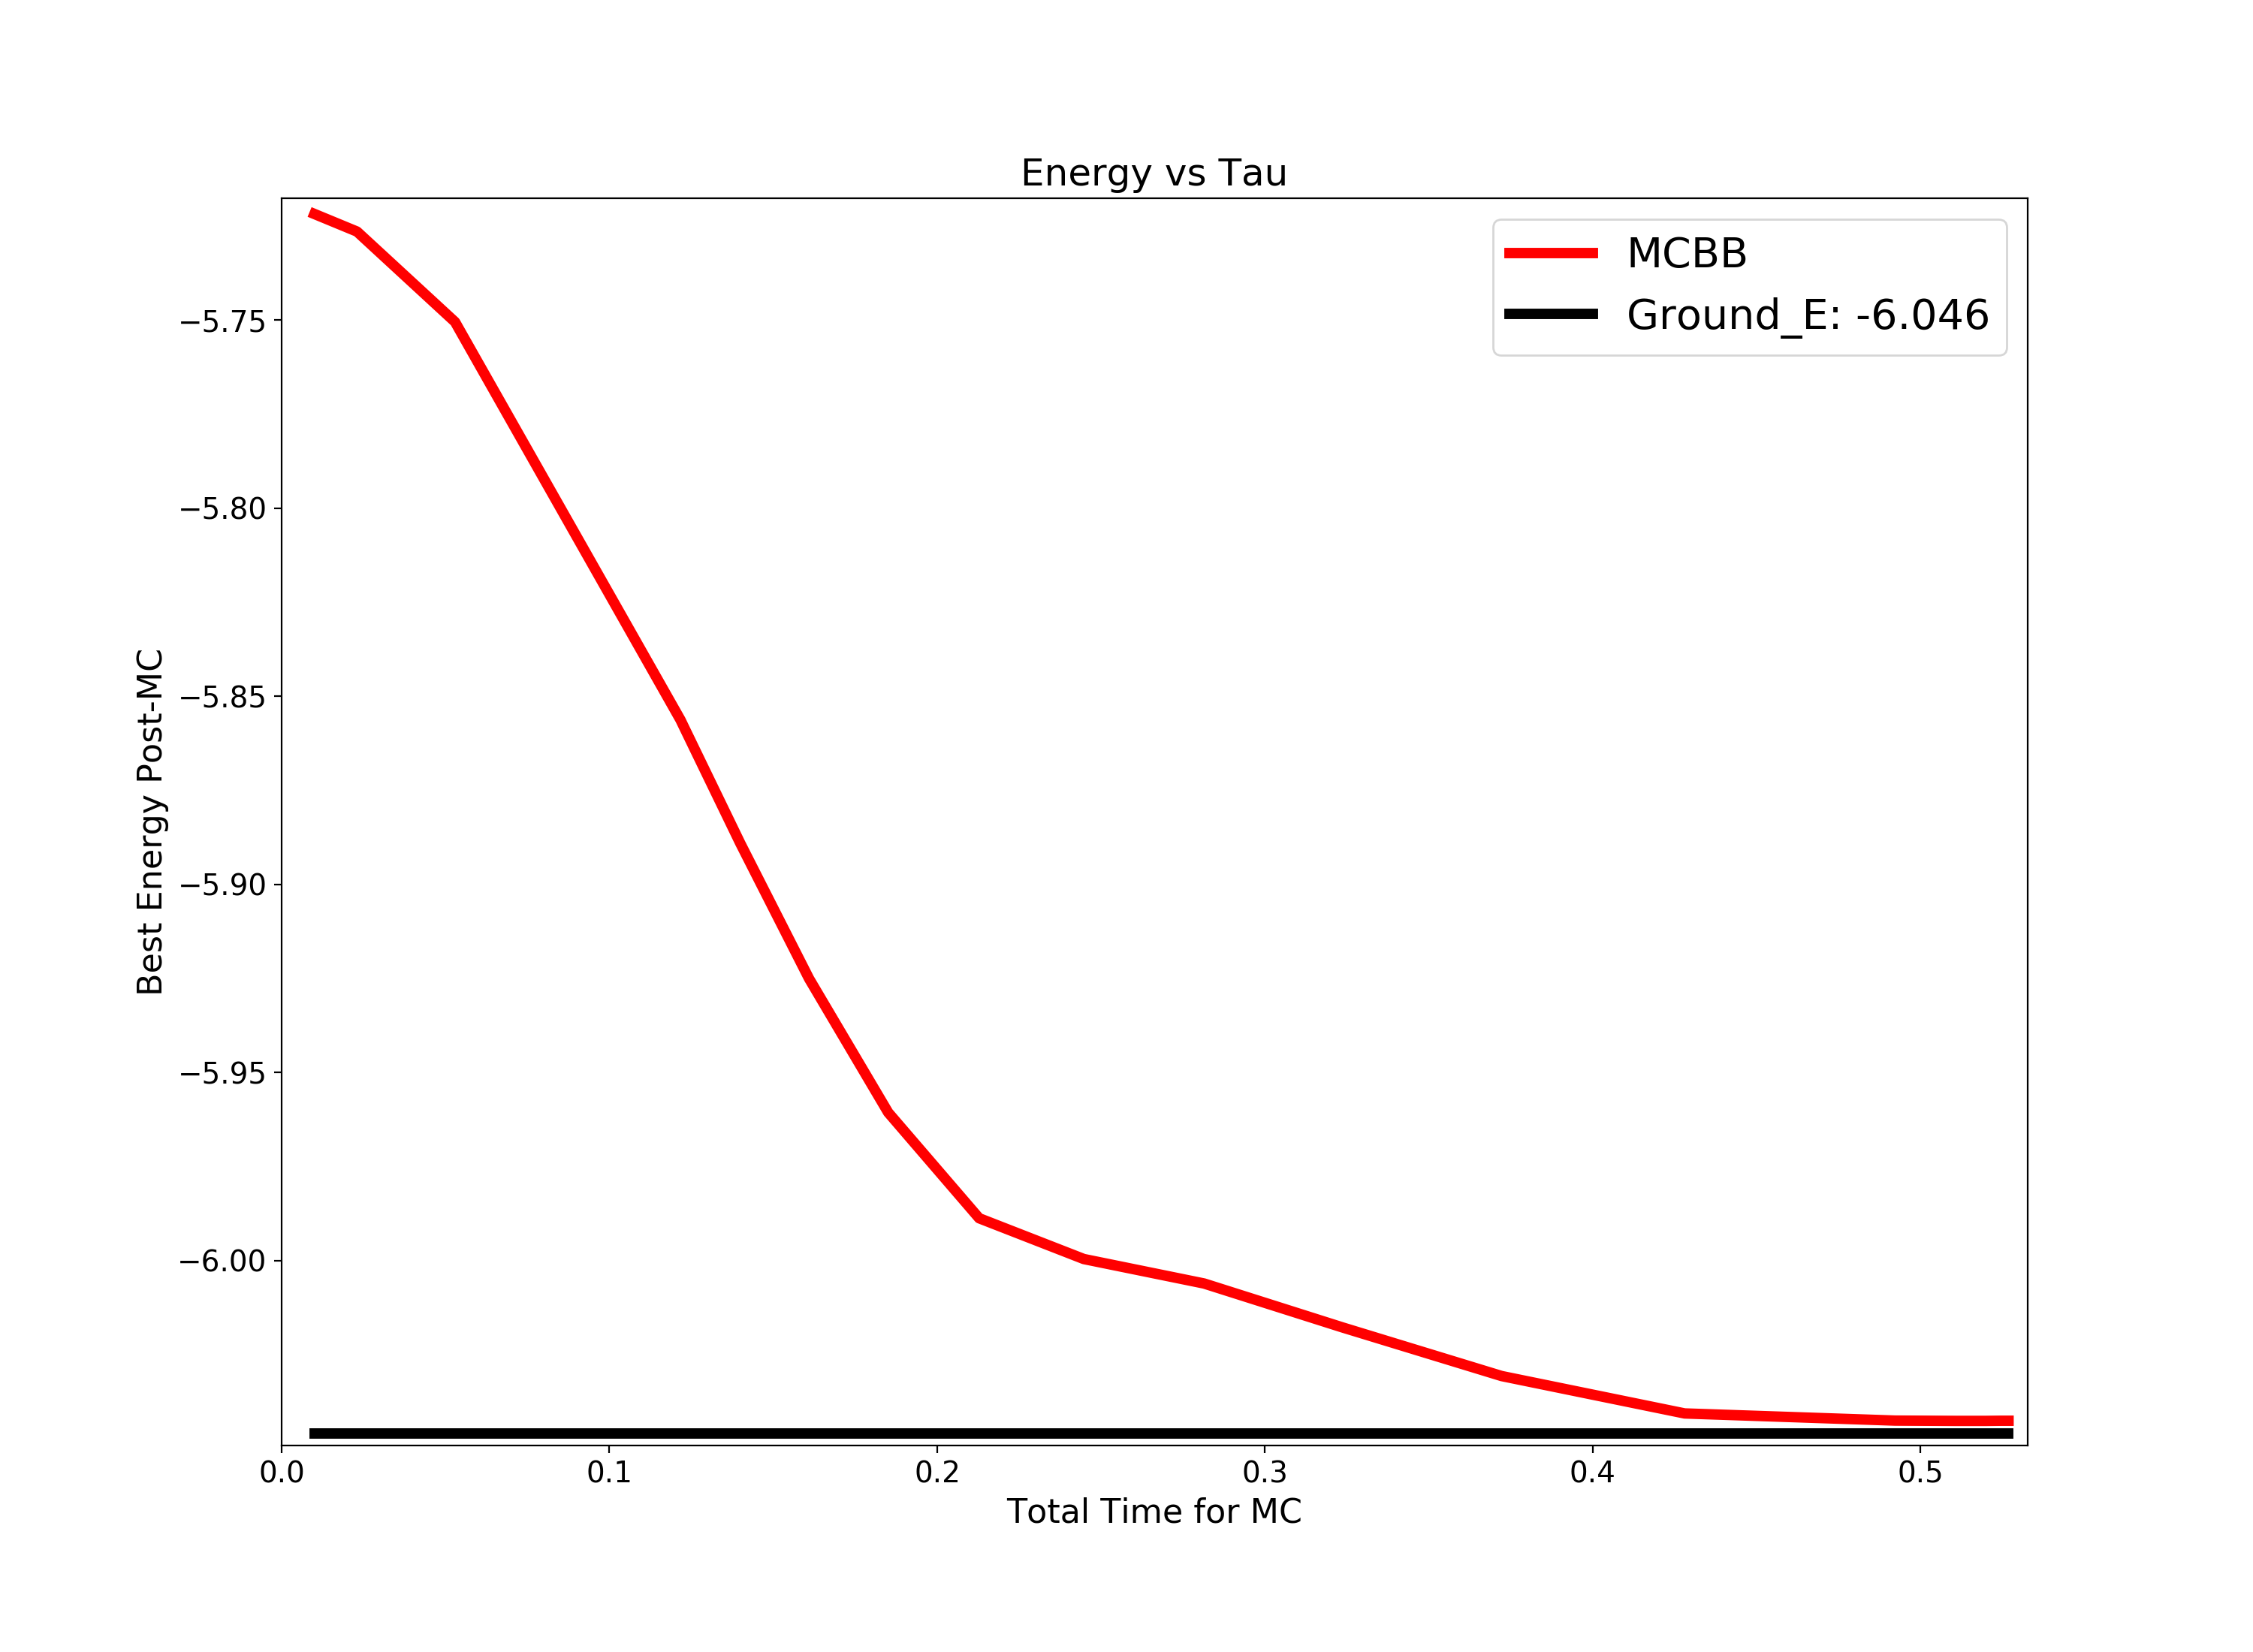 Energy vs Tau
MCBB
Ground_E: -6.046
−5.75
−5.80
−5.85
−5.90
−5.95
−6.00
Best Energy Post-MC
0.0 0.1 0.2 0.3 0.4 0.5
Total Time for MC